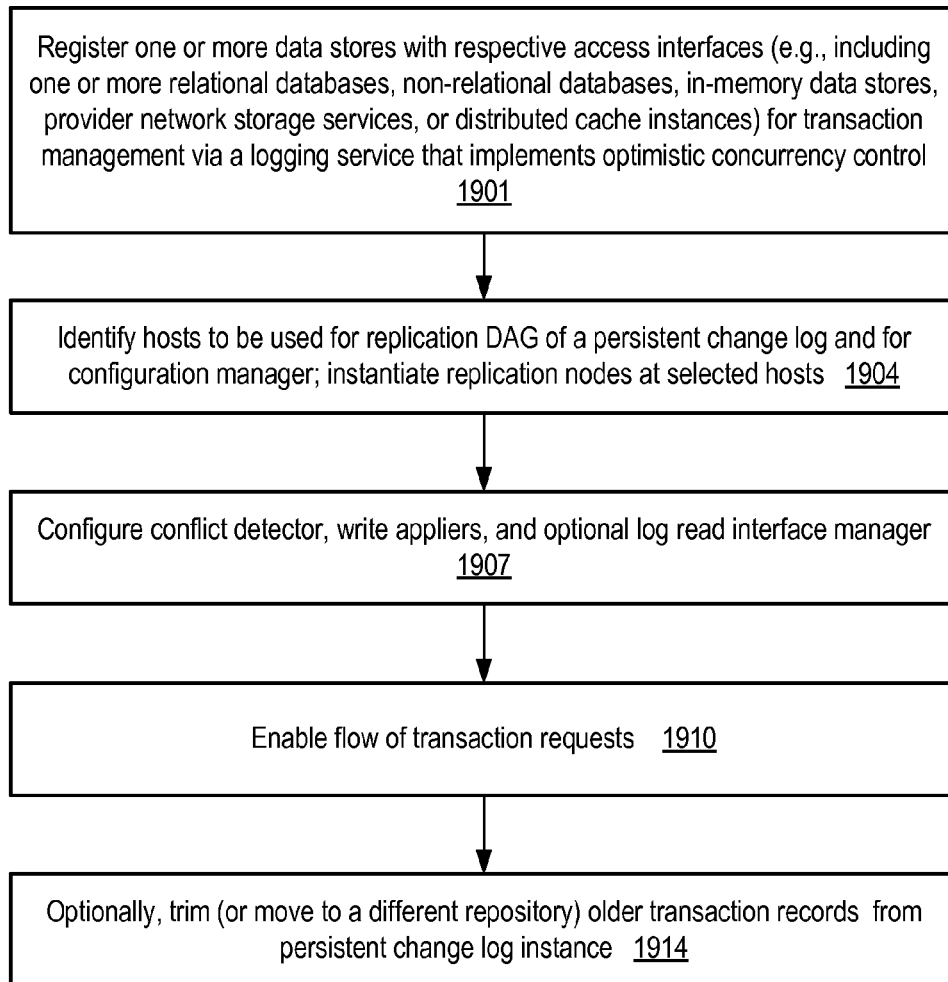 Register one or more data stores with respective access interfaces (e.g., including
one or more relational databases, non-relational databases, in-memory data stores,
provider network storage services, or distributed cache instances) for transaction
management via a logging service that implements optimistic concurrency control
1901
Identify hosts to be used for replication DAG of a persistent change log and for
configuration manager; instantiate replication nodes at selected hosts 1904
Configure conflict detector, write appliers, and optional log read interface manager
1907
Enable flow of transaction requests 1910
Optionally, trim (or move to a different repository) older transaction records from
persistent change log instance 1914